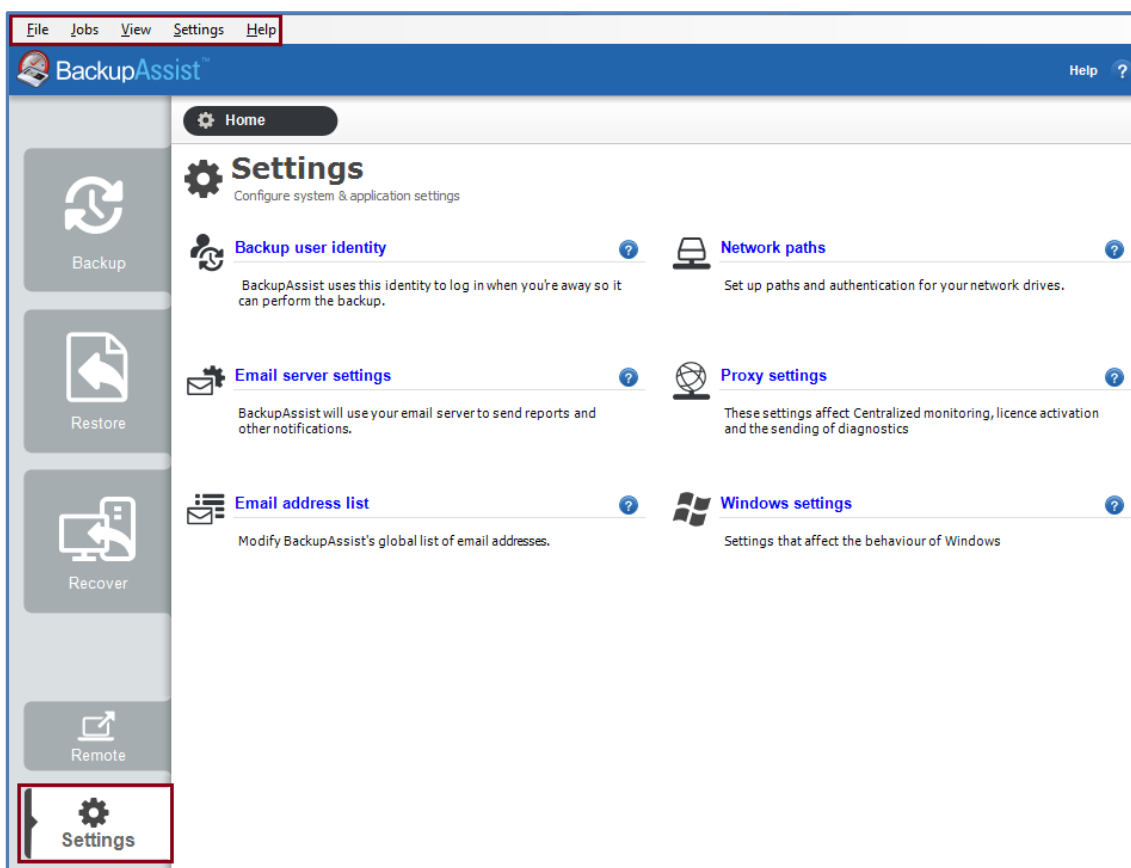 File Jobs View Settings Help
BackupAssist™
Help ?
Home
Settings
Configure system & application settings
Backup user identity ?
BackupAssist uses this identity to log in when you're away so it
can perform the backup.
Network paths ?
Set up paths and authentication for your network drives.
Email server settings ?
BackupAssist will use your email server to send reports and
other notifications.
Proxy settings ?
These settings affect Centralized monitoring, licence activation
and the sending of diagnostics
Email address list ?
Modify BackupAssist's global list of email addresses.
Windows settings ?
Settings that affect the behaviour of Windows
Backup
Restore
Recover
Remote
Settings